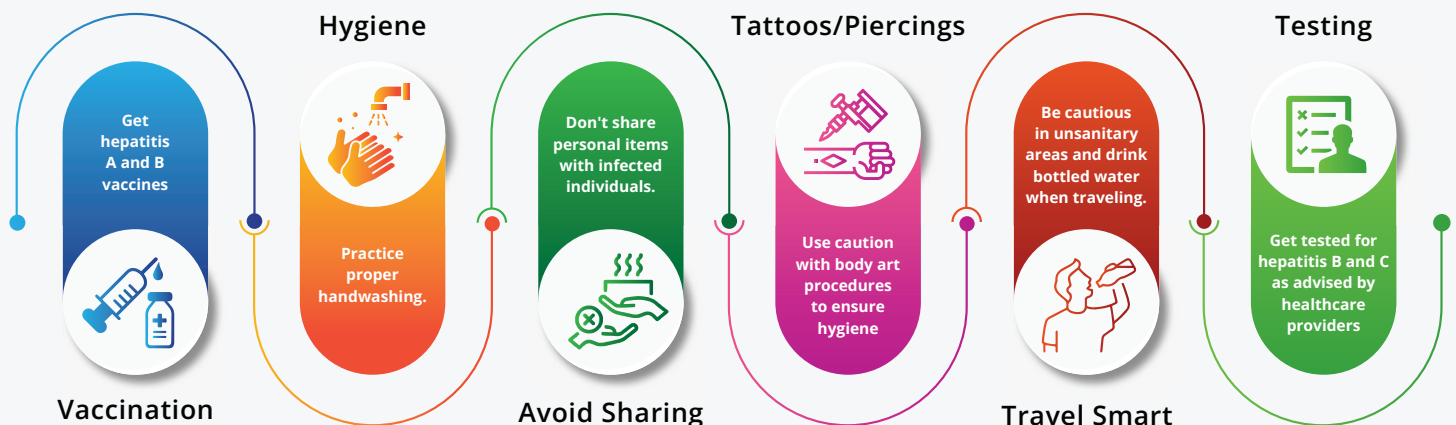 Hygiene
Tattoos/Piercings
Testing
Get
hepatitis
A and B
vaccines
Vaccination
Practice
proper
handwashing.
Don't share
personal items
with infected
individuals.
Avoid Sharing
Use caution
with body art
procedures
to ensure
hygiene
Be cautious
in unsanitary
areas and drink
bottled water
when traveling.
Travel Smart
Get tested for
hepatitis B and C
as advised by
healthcare
providers